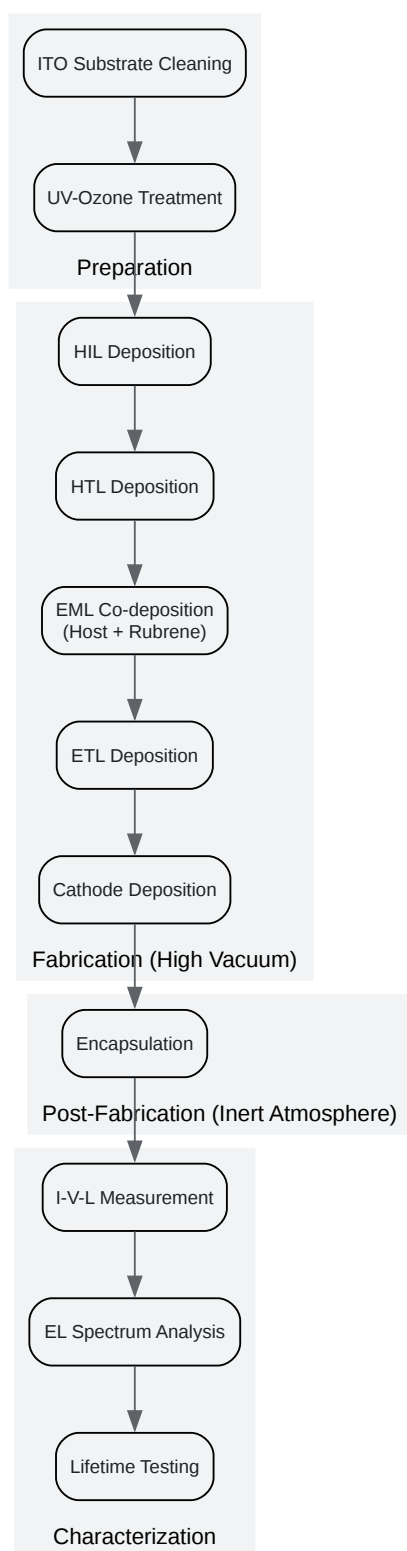 ITO Substrate Cleaning
UV-Ozone Treatment
Preparation
HIL Deposition
HTL Deposition
EML Co-deposition
(Host + Rubrene)
ETL Deposition
Cathode Deposition
Fabrication (High Vacuum)
Encapsulation
Post-Fabrication (Inert Atmosphere)
I-V-L Measurement
EL Spectrum Analysis
Lifetime Testing
Characterization